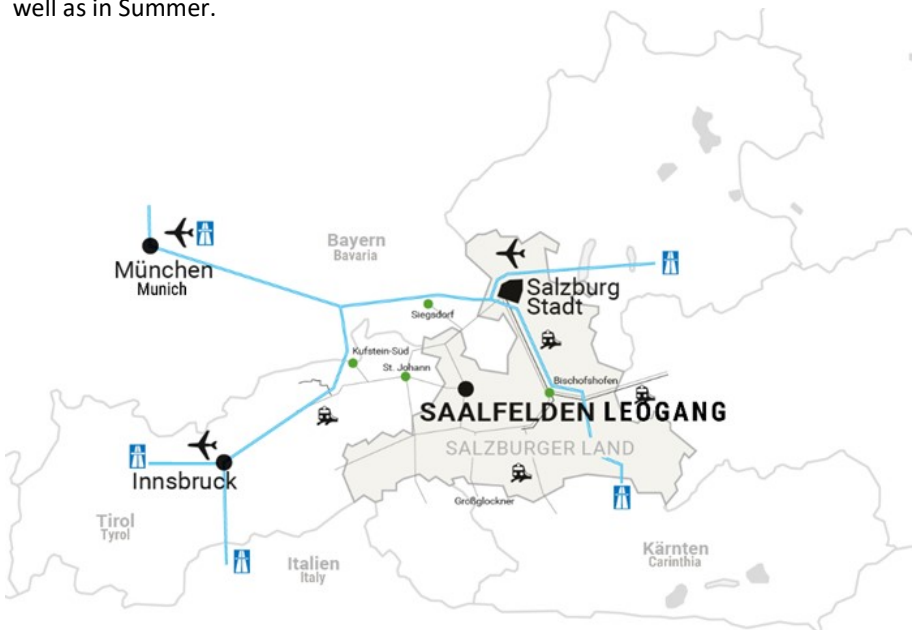 well as in Summer.
Bayern
Bavaria
München
Munich
Salzburg
Stadt
Siegsdorf
Kufstein-Süd
St. Johann
Bischofshofen
SAALFELDEN LEOGANG
SALZBURGER LAND
Innsbruck
Großglockner
Tirol
Tyrol
Italien
Italy
Kärnten
Carinthia